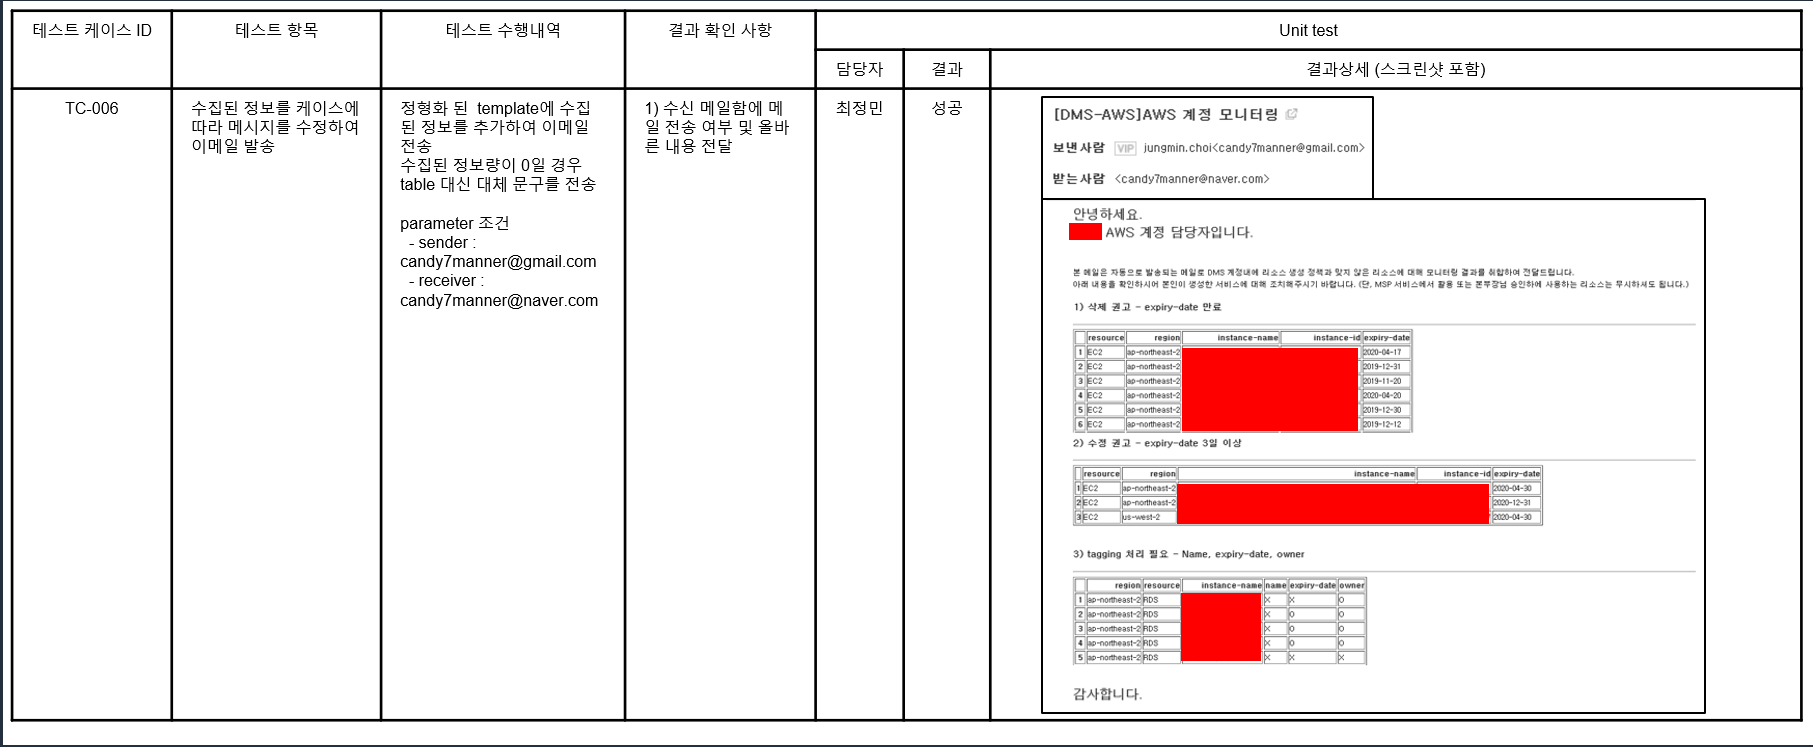 테스트 케이스 ID
테스트 항목
테스트 수행내역
결과 확인 사항
Unit test
담당자
결과
결과상세 (스크린샷 포함)
TC-006
수집된 정보를 케이스에
따라 메시지를 수정하여
이메일 발송
정형화 된  template에 수집
된 정보를 추가하여 이메일
전송
수집된 정보량이 0일 경우
table 대신 대체 문구를 전송
parameter 조건
- sender :
candy7manner@gmail.com
- receiver :
candy7manner@naver.com
1) 수신 메일함에 메
일 전송 여부 및 올바
른 내용 전달
최정민
성공
[DMS-AWS]AWS 계정 모니터링
보낸사람 VIP jungmin.choi<candy7manner@gmail.com>
받는사람 <candy7manner@naver.com>
안녕하세요.
AWS 계정 담당자입니다.
본 메일은 자동으로 발송되는 메일로 DMS 계정내에 리소스 생성 정책과 맞지 않은 리소스에 대해 모니터링 결과를 취합하여 전달드립니다.
아래 내용을 확인하시어 본인이 생성한 서비스에 대해 조치해주시기 바랍니다. (단, MSP 서비스에서 활용 또는 본부장님 승인하에 사용하는 리소스는 무시하셔도 됩니다.)
1) 삭제 권고 - expiry-date 만료
resource region instance-name instance-id expiry-date
1 EC2 ap-northeast-2 2020-04-17
2 EC2 ap-northeast-2 2019-12-31
3 EC2 ap-northeast-2 2019-11-20
4 EC2 ap-northeast-2 2020-04-20
5 EC2 ap-northeast-2 2019-12-30
6 EC2 ap-northeast-2 2019-12-12
2) 수정 권고 - expiry-date 3일 이상
resource region instance-name instance-id expiry-date
1 EC2 ap-northeast-2 2020-04-30
2 EC2 ap-northeast-2 2020-12-31
3 EC2 us-west-2 2020-04-30
3) tagging 처리 필요 - Name, expiry-date, owner
region resource instance-name name expiry-date owner
1 ap-northeast-2 RDS X X O
2 ap-northeast-2 RDS X O O
3 ap-northeast-2 RDS X O O
4 ap-northeast-2 RDS X O O
5 ap-northeast-2 RDS X X X
감사합니다.